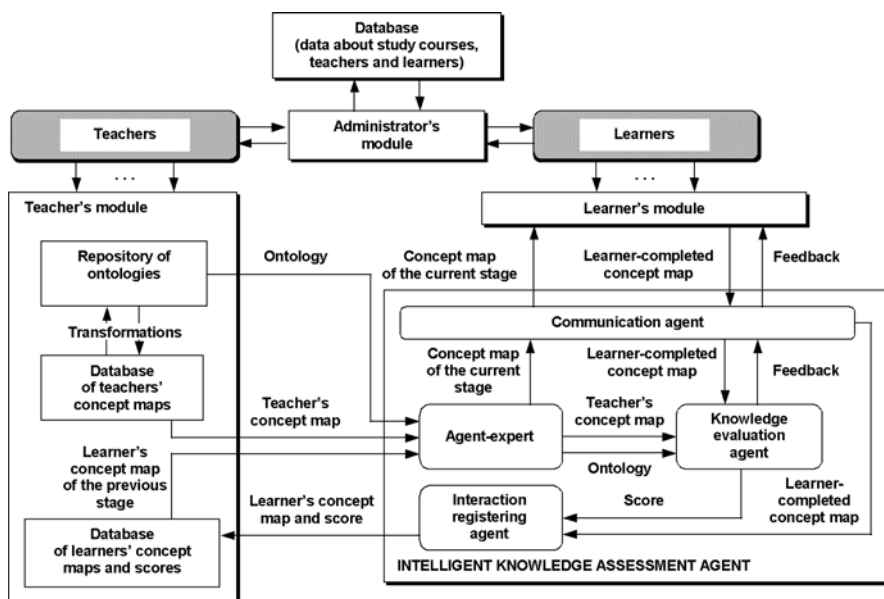 Database
(data about study courses,
teachers and learners)
Teachers
Administrator's
module
Learners
. . .
. . .
Teacher's module
Learner's module
Repository of
ontologies
Ontology
Concept map
of the current stage
Learner-completed
concept map
Feedback
Transformations
Communication agent
Database
of teachers'
concept maps
Concept map
of the current
stage
Learner-completed
concept map
Feedback
Teacher's
concept map
Agent-expert
Teacher's
concept map
Knowledge
evaluation
agent
Ontology
Learner's
concept map
of the previous
stage
Learner's concept
map and score
Interaction
registering
agent
Score
Learner-
completed
concept map
Database
of learners' concept
maps and scores
INTELLIGENT KNOWLEDGE ASSESSMENT AGENT